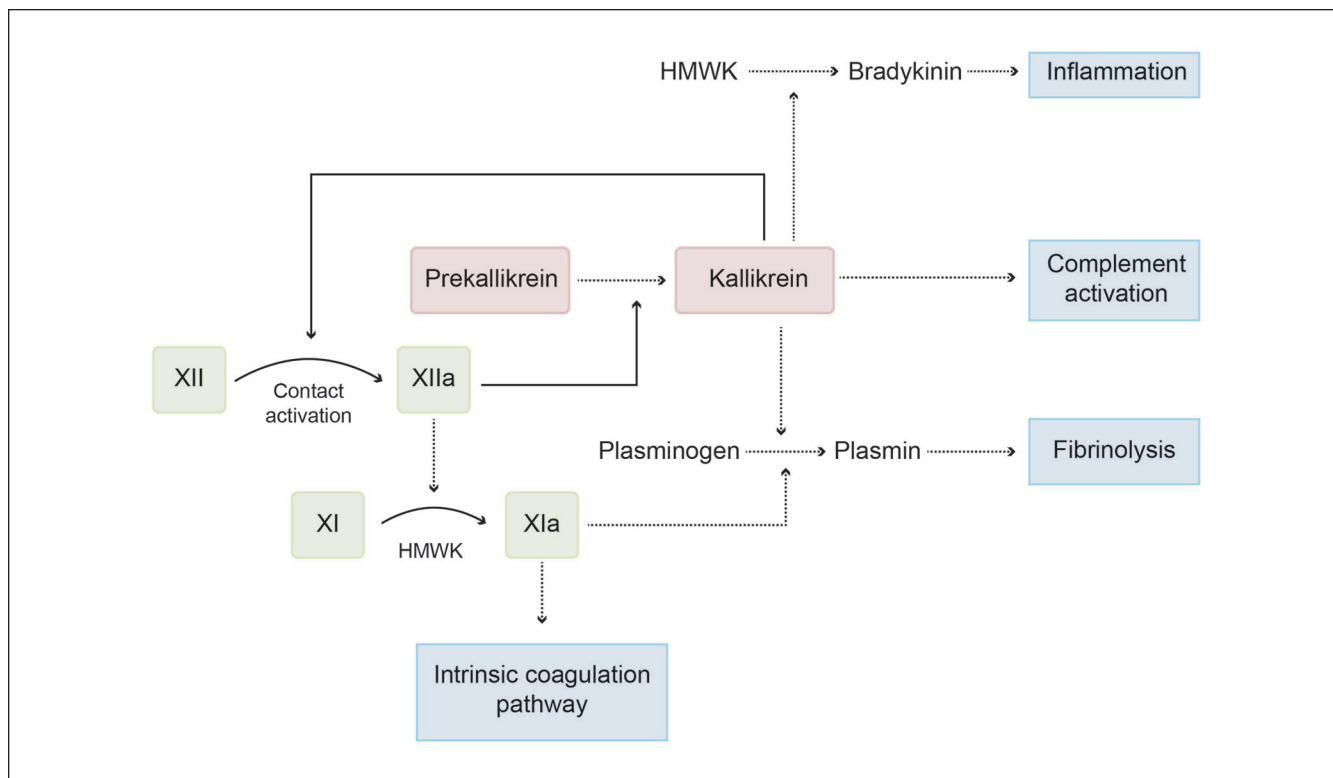 HMWK
Bradykinin
Inflammation
Prekallikrein
Kallikrein
Complement
activation
XII
Contact
activation
XIIa
Plasminogen
Plasmin
Fibrinolysis
XI
HMWK
XIa
Intrinsic coagulation
pathway